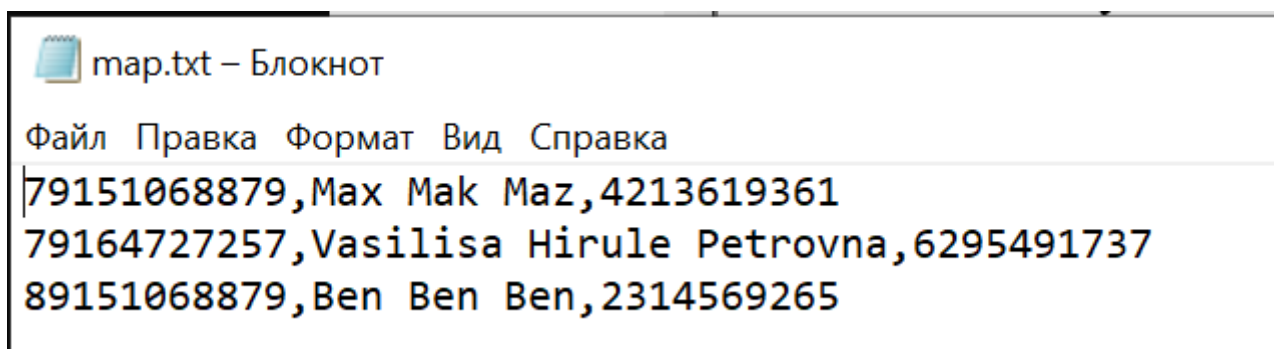 map.txt – Блокнот
Файл Правка Формат Вид Справка
79151068879,Max Mak Maz,4213619361
79164727257,Vasilisa Hirule Petrovna,6295491737
89151068879,Ben Ben Ben,2314569265